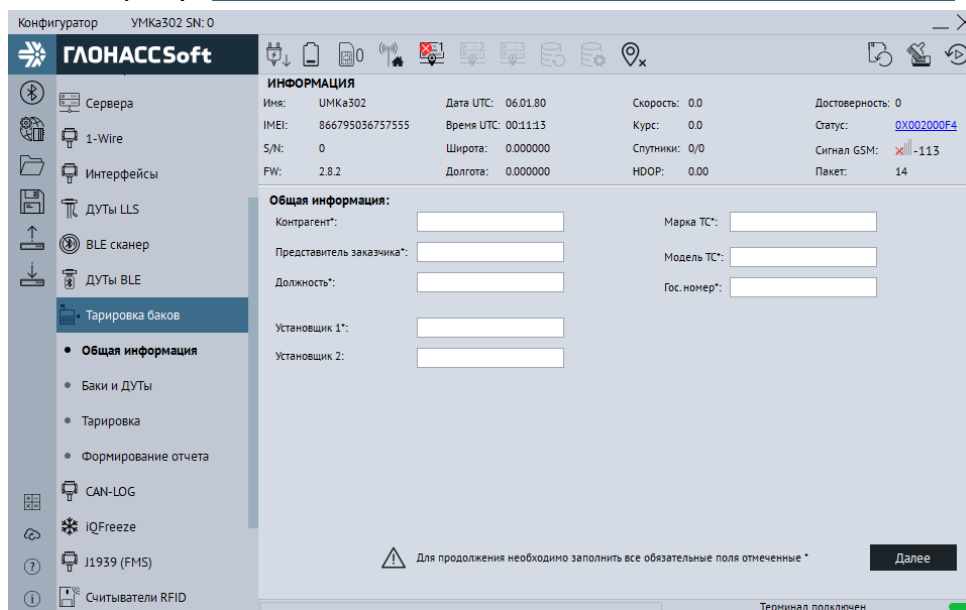 Конфигуратор УМКа302 SN: 0
ГЛОНАССSoft
0
ИНФОРМАЦИЯ
Имя: UMKa302 Дата UTC: 06.01.80 Скорость: 0.0 Достоверность: 0
IMEI: 866795036757555 Время UTC: 00:11:13 Курс: 0.0 Статус: 0X002000F4
S/N: 0 Широта: 0.000000 Спутники: 0/0 Сигнал GSM: -113
FW: 2.8.2 Долгота: 0.000000 HDOP: 0.00 Пакет: 14
Сервера
1-Wire
Интерфейсы
ДУТы LLS
BLE сканер
ДУТы BLE
Тарировка баков
Общая информация
Баки и ДУТы
Тарировка
Формирование отчета
CAN-LOG
iQFreeze
J1939 (FMS)
Считыватели RFID
Общая информация:
Контрагент*: Марка ТС*:
Представитель заказчика*: Модель ТС*:
Должность*: Гос.номер*:
Установщик 1*:
Установщик 2:
Для продолжения необходимо заполнить все обязательные поля отмеченные *
Далее
Терминал подключен